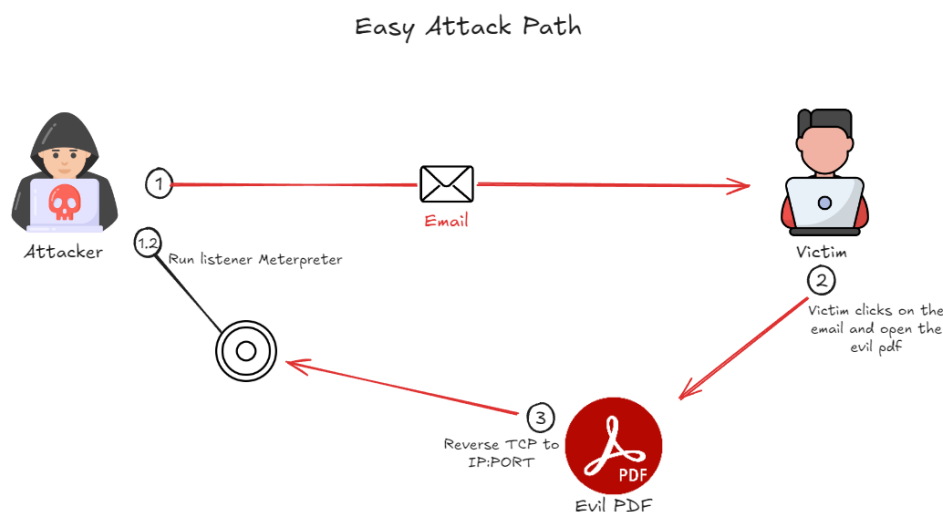 Easy Attack Path
1
Email
Attacker
Victim
1.2
Run listener Meterpreter
2
Victim clicks on the
email and open the
evil pdf
3
Reverse TCP to
IP:PORT
PDF
Evil PDF